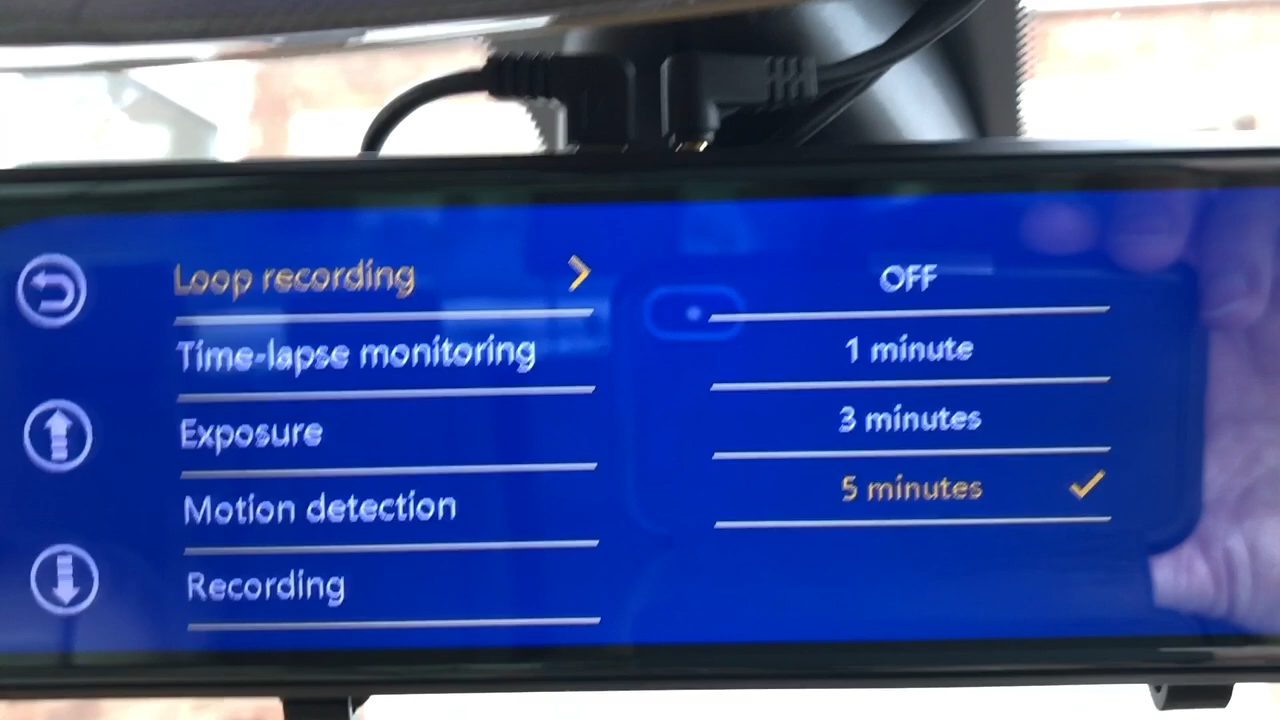 Loop recording
Time-lapse monitoring
Exposure
Motion detection
Recording
OFF
1 minute
3 minutes
5 minutes